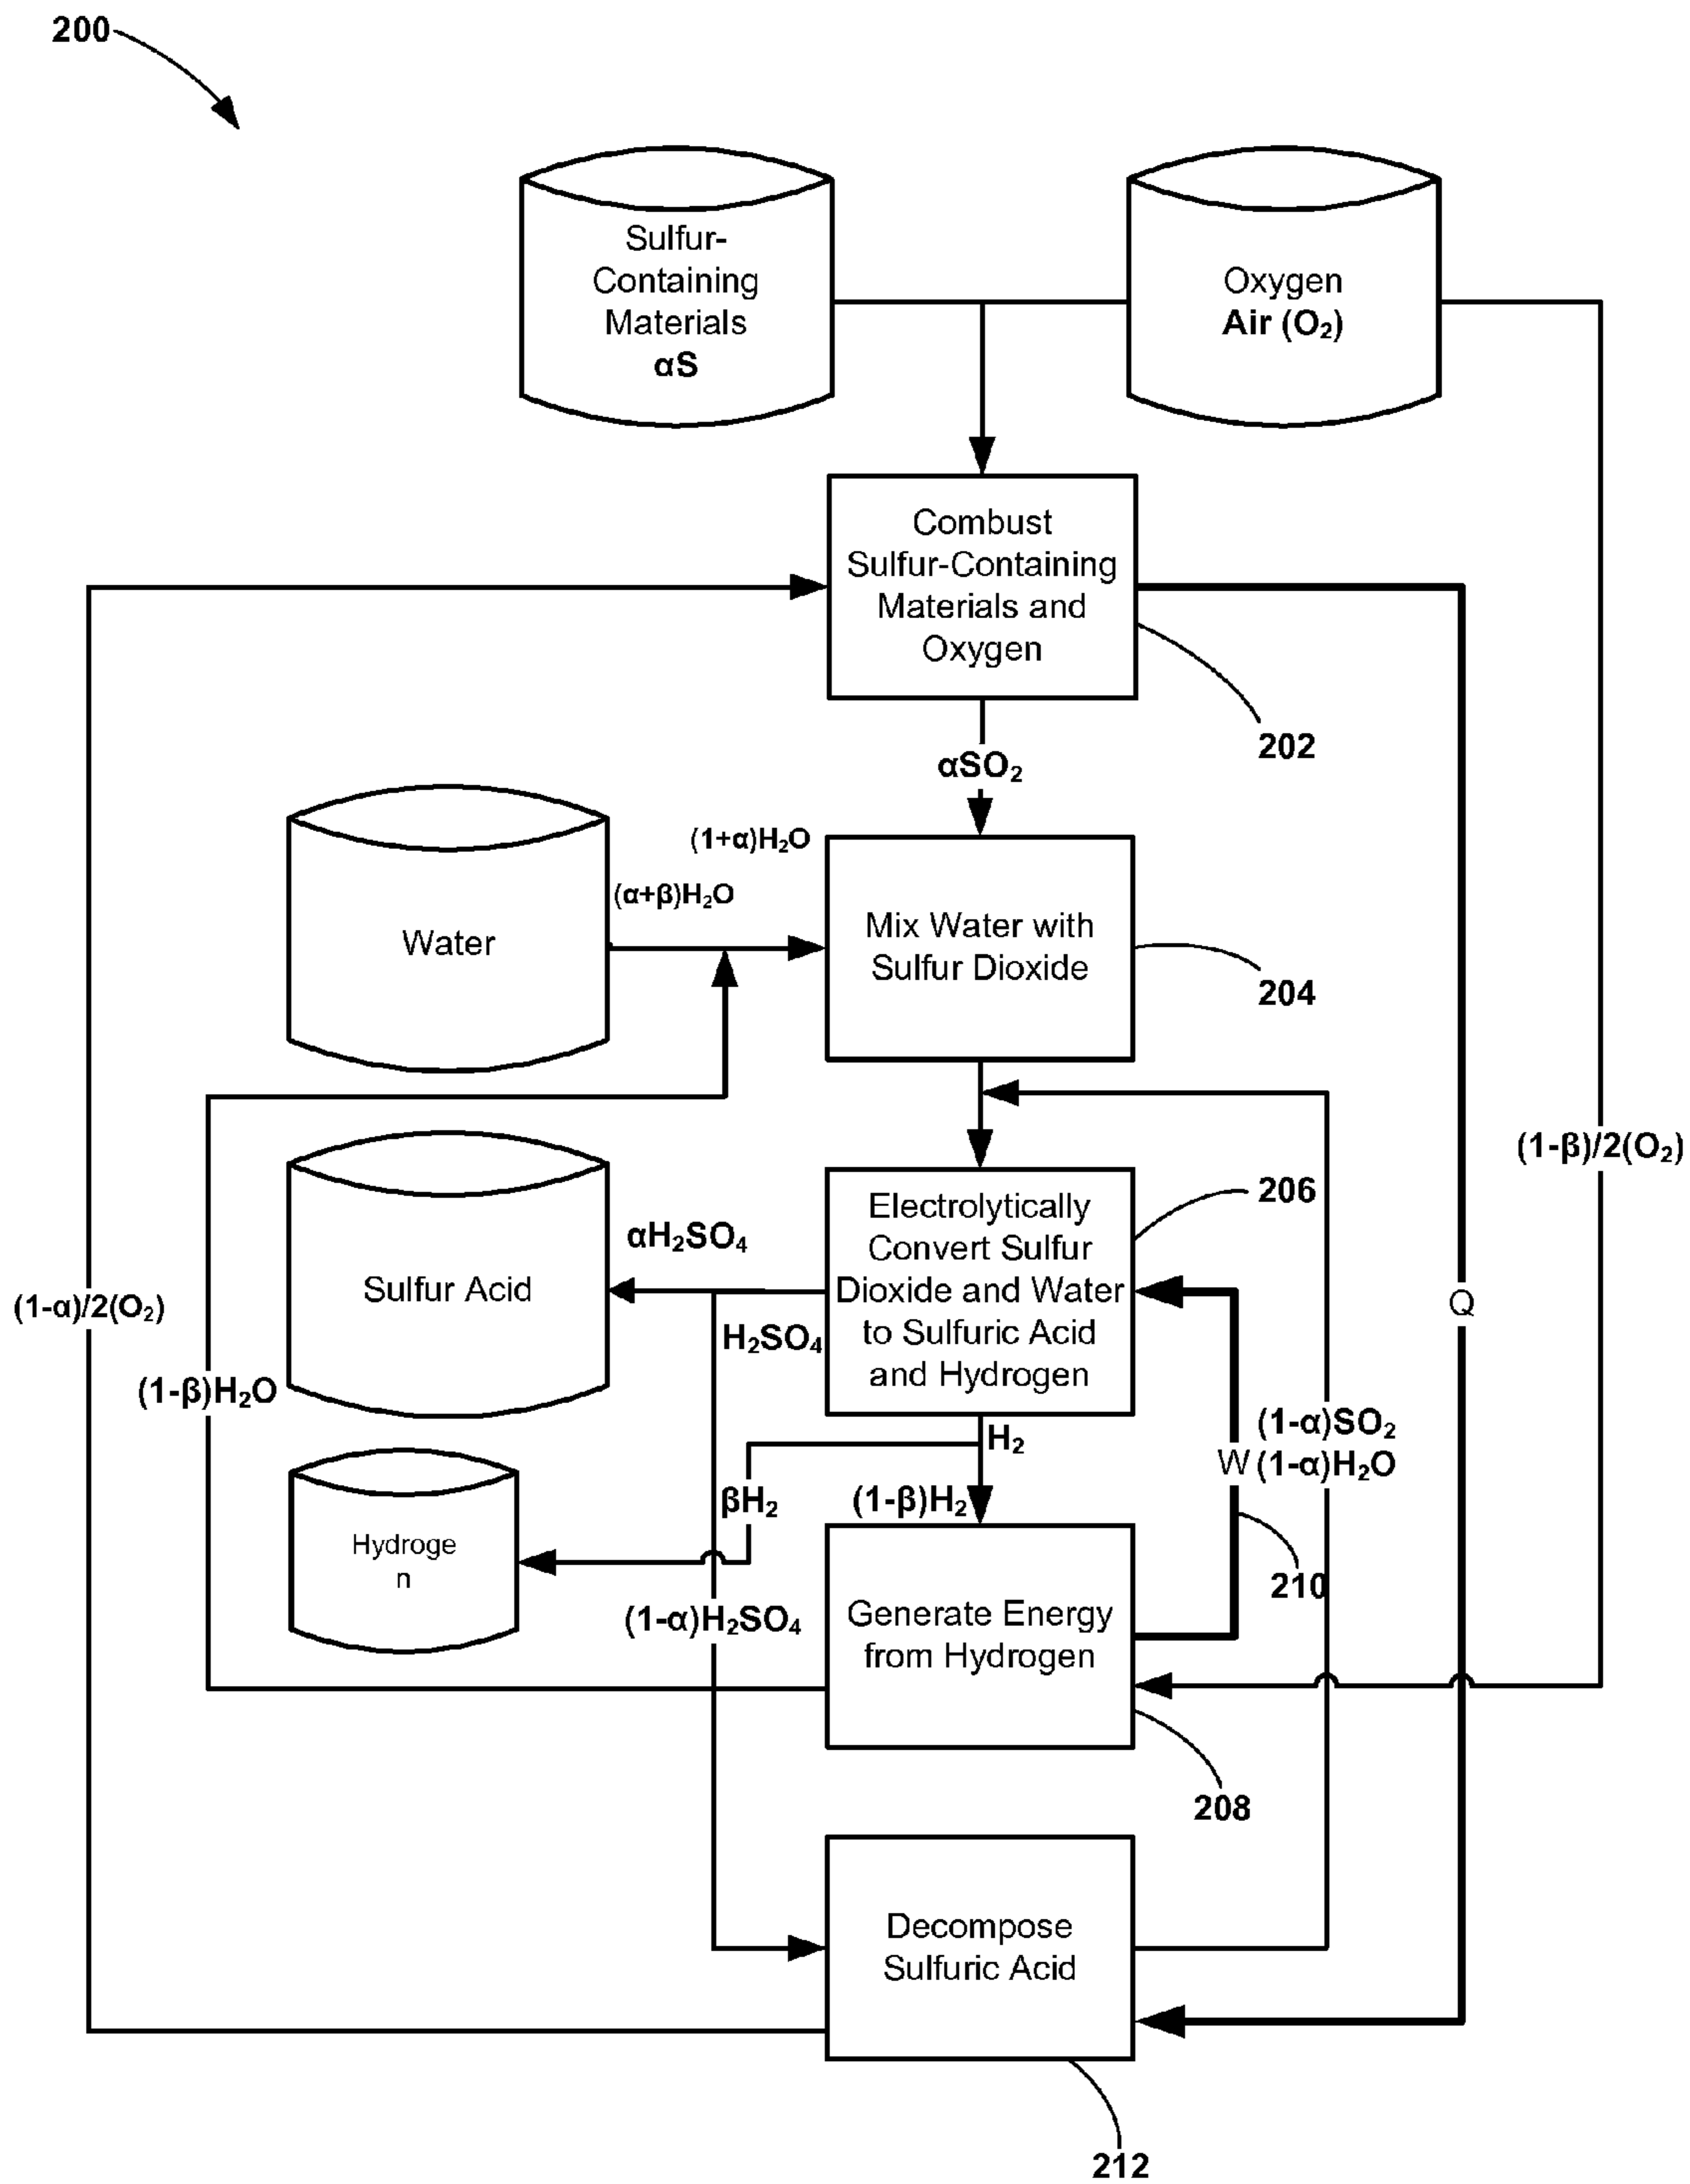 200
Sulfur-
Containing
Materials
αS
Oxygen
Air (O₂)
Combust
Sulfur-Containing
Materials and
Oxygen
202
αSO₂
(1+α)H₂O
(α+β)H₂O
Water
Mix Water with
Sulfur Dioxide
204
(1-β)/2(O₂)
206
Electrolytically
Convert Sulfur
Dioxide and Water
to Sulfuric Acid
and Hydrogen
αH₂SO₄
Sulfur Acid
H₂SO₄
(1-α)/2(O₂)
Q
(1-β)H₂O
(1-α)SO₂
W (1-α)H₂O
H₂
βH₂
(1-β)H₂
Hydroge
n
210
(1-α)H₂SO₄
Generate Energy
from Hydrogen
208
Decompose
Sulfuric Acid
212